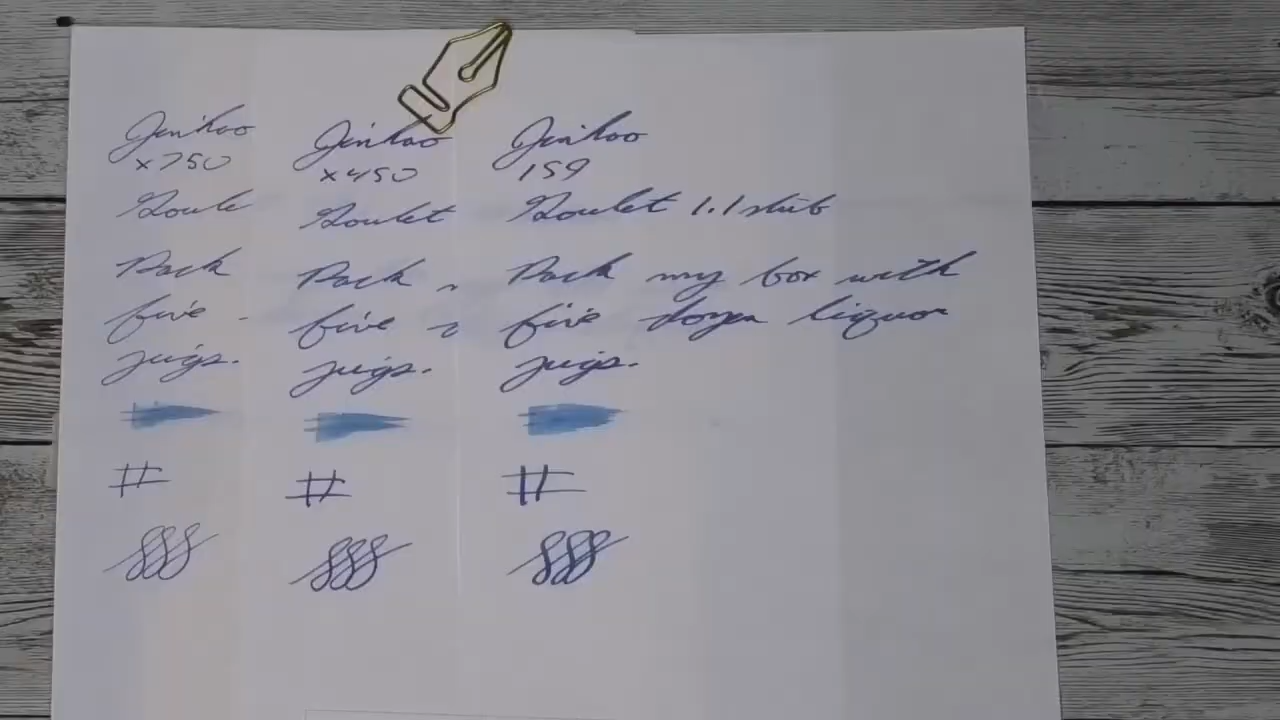 Jinhao
x750
Goule
Pack
five
jugs.
#
Jinhao
x450
Goulet
Pack
five
jugs.
#
Jinhao
159
Goulet 1.1 stub
Pack my box with
five dozen liquor
jugs.
#